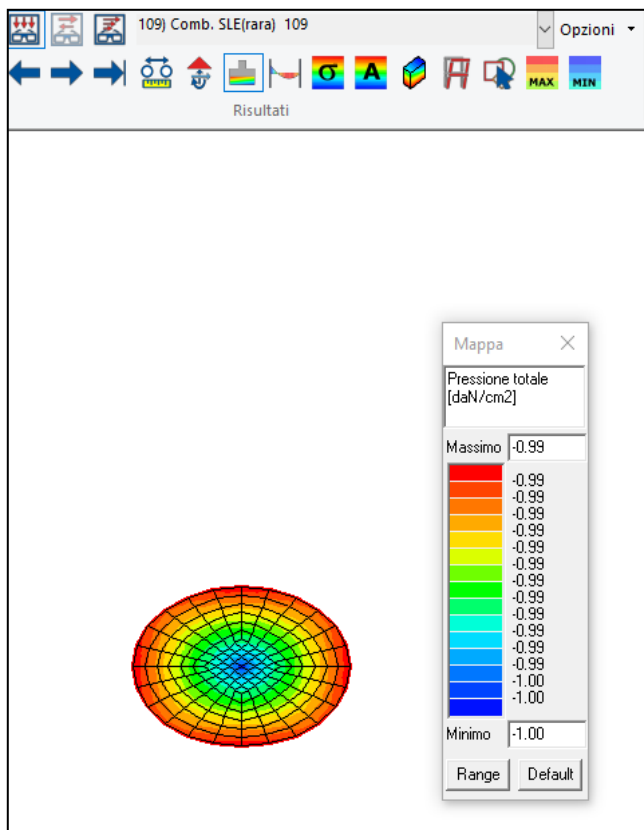 109) Comb. SLE(rara) 109
Opzioni
σ
A
MAX
MIN
Risultati
Mappa
Pressione totale
[daN/cm2]
Massimo -0.99
-0.99
-0.99
-0.99
-0.99
-0.99
-0.99
-0.99
-0.99
-0.99
-0.99
-0.99
-0.99
-1.00
-1.00
Minimo -1.00
Range
Default